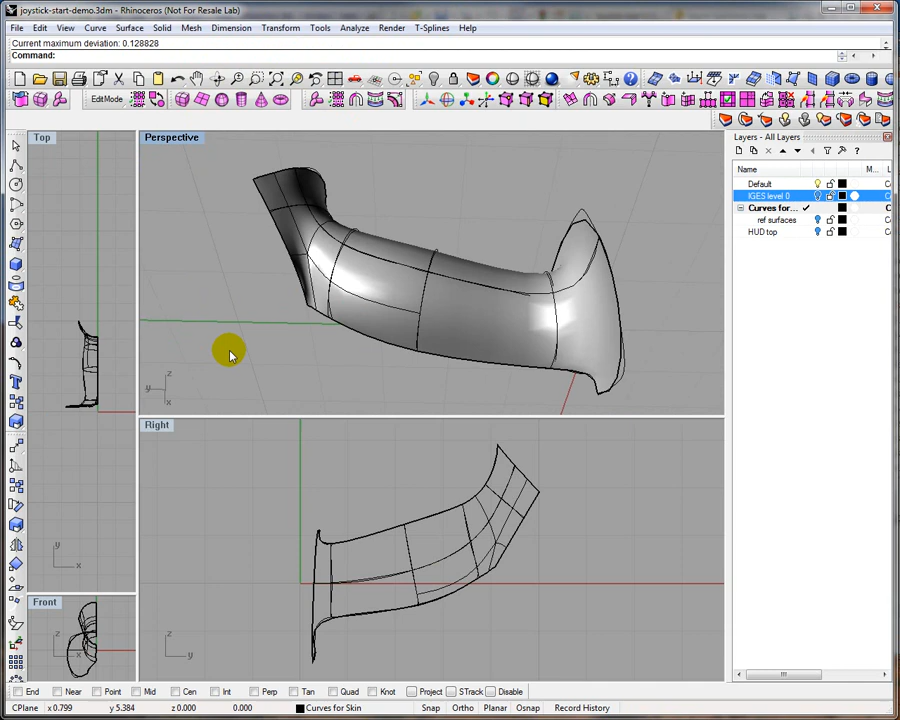 joystick-start-demo.3dm - Rhinoceros (Not For Resale Lab)
File Edit View Curve Surface Solid Mesh Dimension Transform Tools Analyze Render T-Splines Help
Current maximum deviation: 0.128828
Command:
EditMode
Top
Perspective
Layers - All Layers
Name M...
Default
IGES level 0
Curves for...
ref surfaces
HUD top
z
y
x
Right
y
x
Front
z
x
z
y
End Near Point Mid Cen Int Perp Tan Quad Knot Project STrack Disable
CPlane x 0.799 y 5.384 z 0.000 0.000 Curves for Skin Snap Ortho Planar Osnap Record History